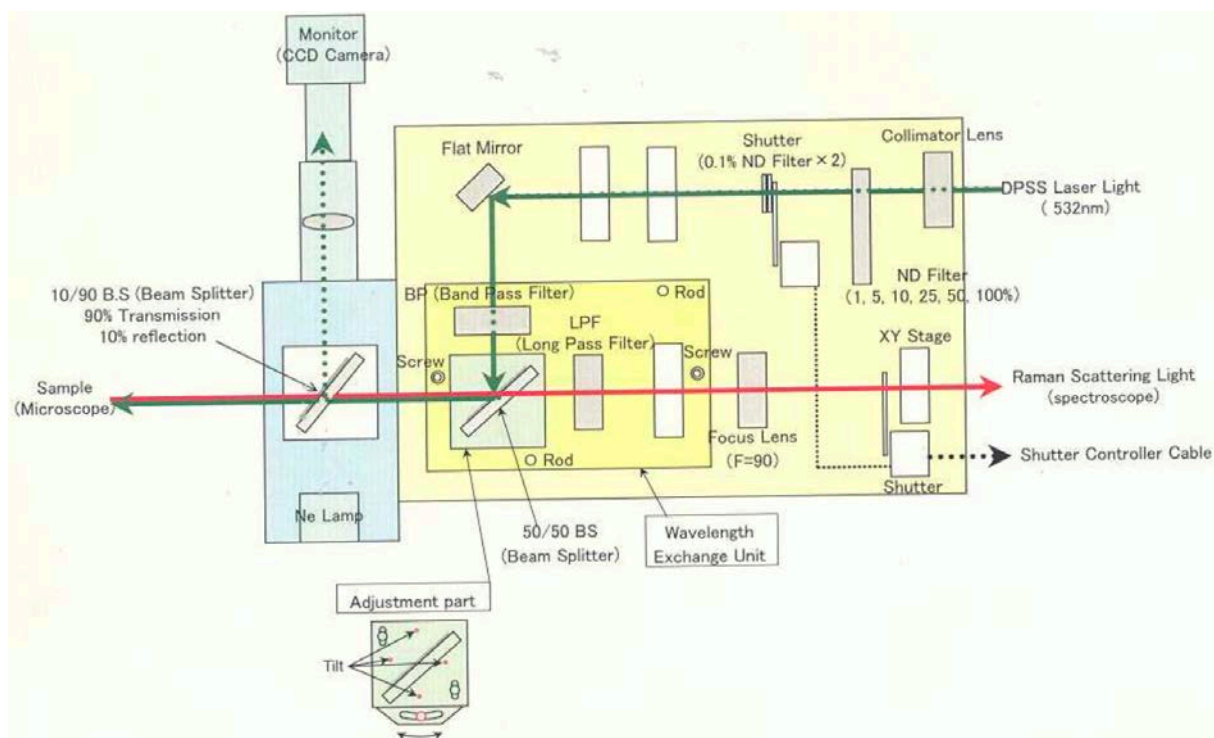 Monitor
(CCD Camera)
Flat Mirror
Shutter
(0.1% ND Filter × 2)
Collimator Lens
DPSS Laser Light
( 532nm)
10/90 B.S (Beam Splitter)
90% Transmission
10% reflection
BP (Band Pass Filter)
Rod
ND Filter
(1, 5, 10, 25, 50, 100%)
LPF
(Long Pass Filter)
Screw
Screw
XY Stage
Sample
(Microscope)
Raman Scattering Light
(spectroscope)
Focus Lens
(F=90)
Rod
Shutter Controller Cable
Shutter
Ne Lamp
50/50 BS
(Beam Splitter)
Wavelength
Exchange Unit
Adjustment part
Tilt